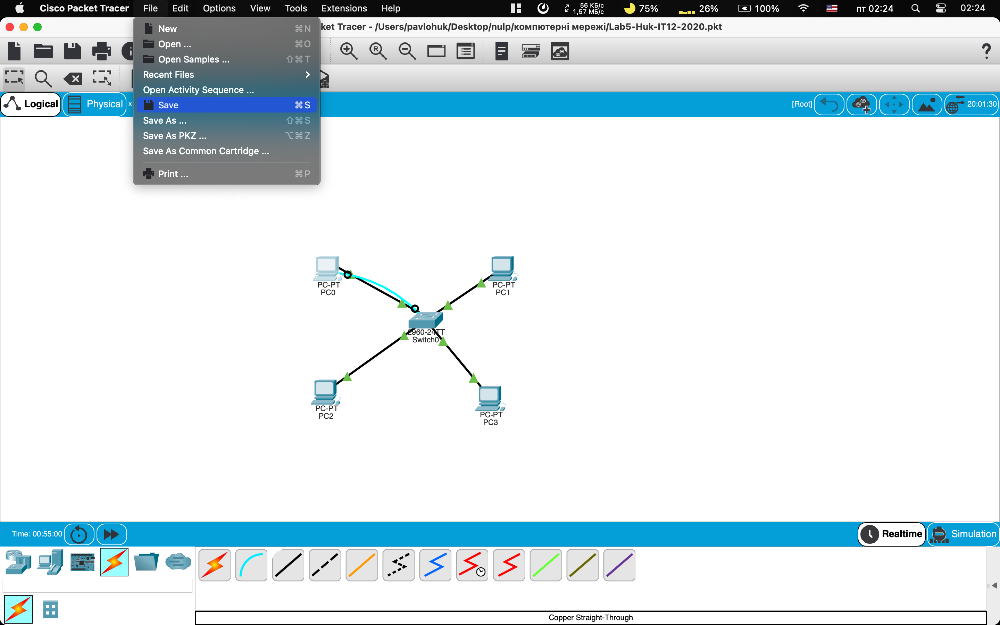 Cisco Packet Tracer File Edit Options View Tools Extensions Help 56 КБ/с 1,57 МБ/с 75% 26% 100% пт 02:24 02:24
ket Tracer - /Users/pavlohuk/Desktop/nulp/компютерні мережі/Lab5-Huk-IT12-2020.pkt
New ⌘N
Open ... ⌘O
Open Samples ... ⇧⌘T
Recent Files
Open Activity Sequence ...
Save ⌘S
Save As ... ⇧⌘S
Save As PKZ ... ⌥⌘Z
Save As Common Cartridge ...
Print ... ⌘P
Logical Physical [Root] 20:01:30
PC-PT
PC0
PC-PT
PC1
2960-24TT
Switch0
PC-PT
PC2
PC-PT
PC3
Time: 00:55:00 Realtime Simulation
Copper Straight-Through